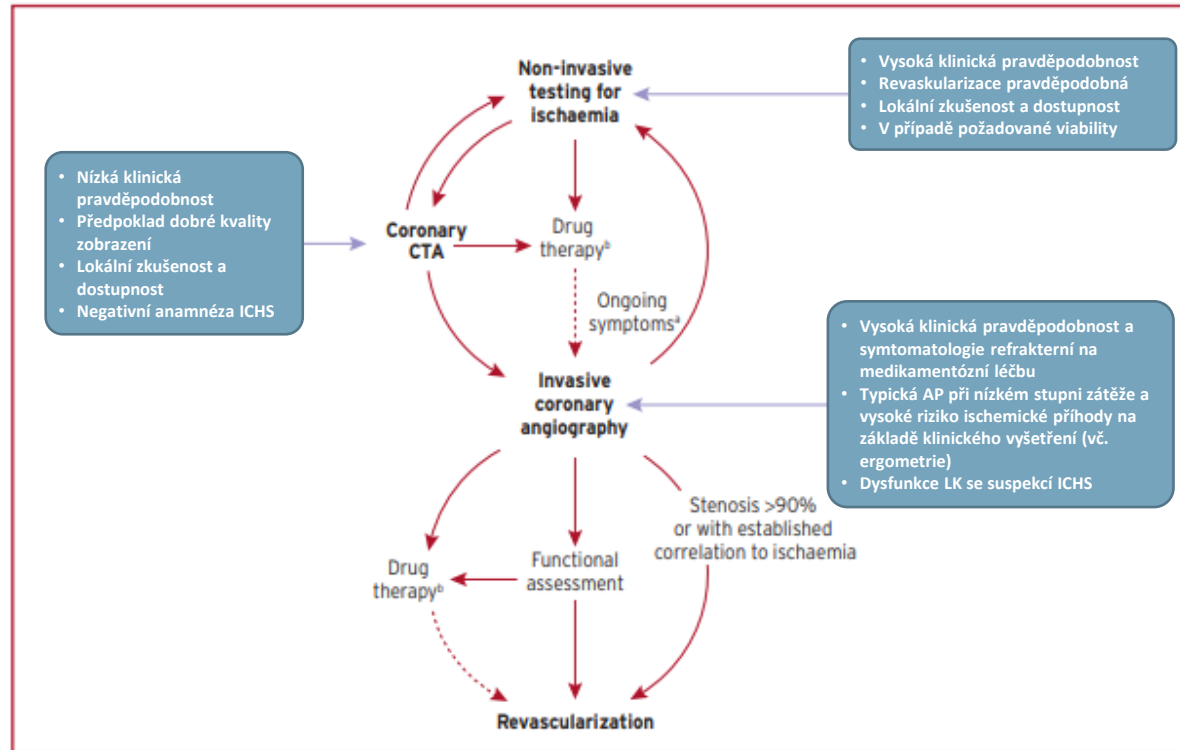 Non-invasive
testing for
ischaemia
• Vysoká klinická pravděpodobnost
• Revaskularizace pravděpodobná
• Lokální zkušenost a dostupnost
• V případě požadované viability
• Nízká klinická
pravděpodobnost
• Předpoklad dobré kvality
zobrazení
• Lokální zkušenost a
dostupnost
• Negativní anamnéza ICHS
Coronary
CTA
Drug
therapyᵇ
Ongoing
symptomsᵃ
• Vysoká klinická pravděpodobnost a
symtomatologie refrakterní na
medikamentózní léčbu
• Typická AP při nízkém stupni zátěže a
vysoké riziko ischemické příhody na
základě klinického vyšetření (vč.
ergometrie)
• Dysfunkce LK se suspekcí ICHS
Invasive
coronary
angiography
Stenosis >90%
or with established
correlation to ischaemia
Drug
therapyᵇ
Functional
assessment
Revascularization